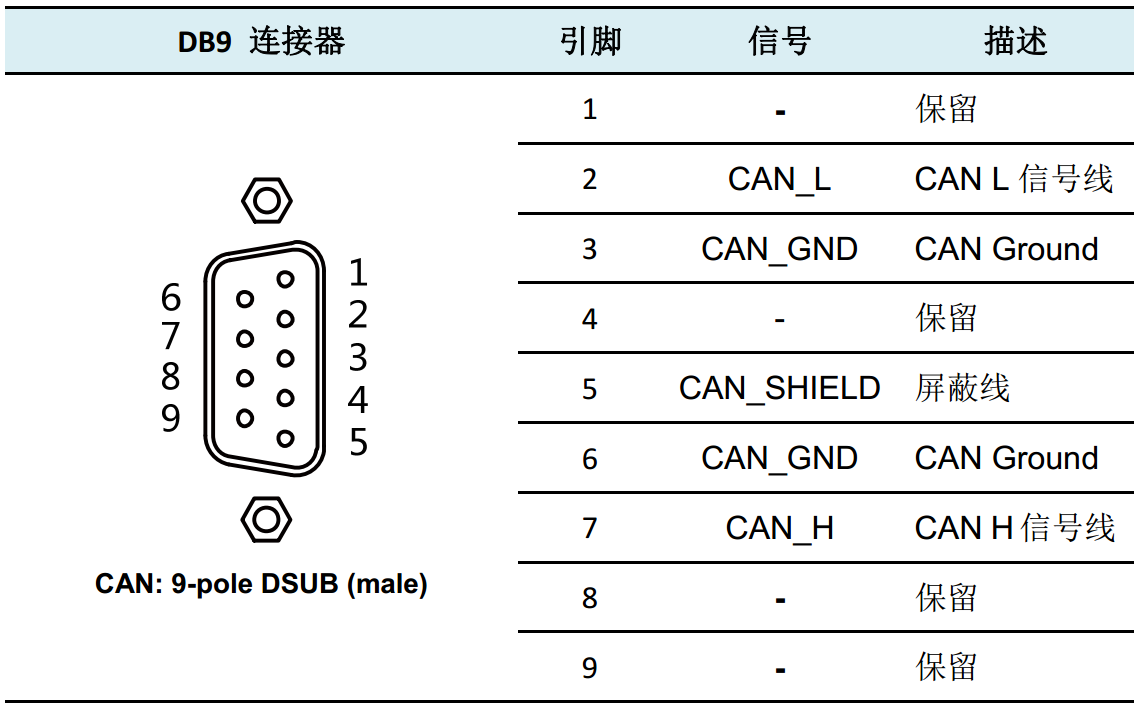 DB9 连接器 引脚 信号 描述
1 - 保留
2 CAN_L CAN L 信号线
3 CAN_GND CAN Ground
4 - 保留
5 CAN_SHIELD 屏蔽线
6 CAN_GND CAN Ground
7 CAN_H CAN H 信号线
8 - 保留
9 - 保留
1
6
2
7
3
8
4
9
5
CAN: 9-pole DSUB (male)